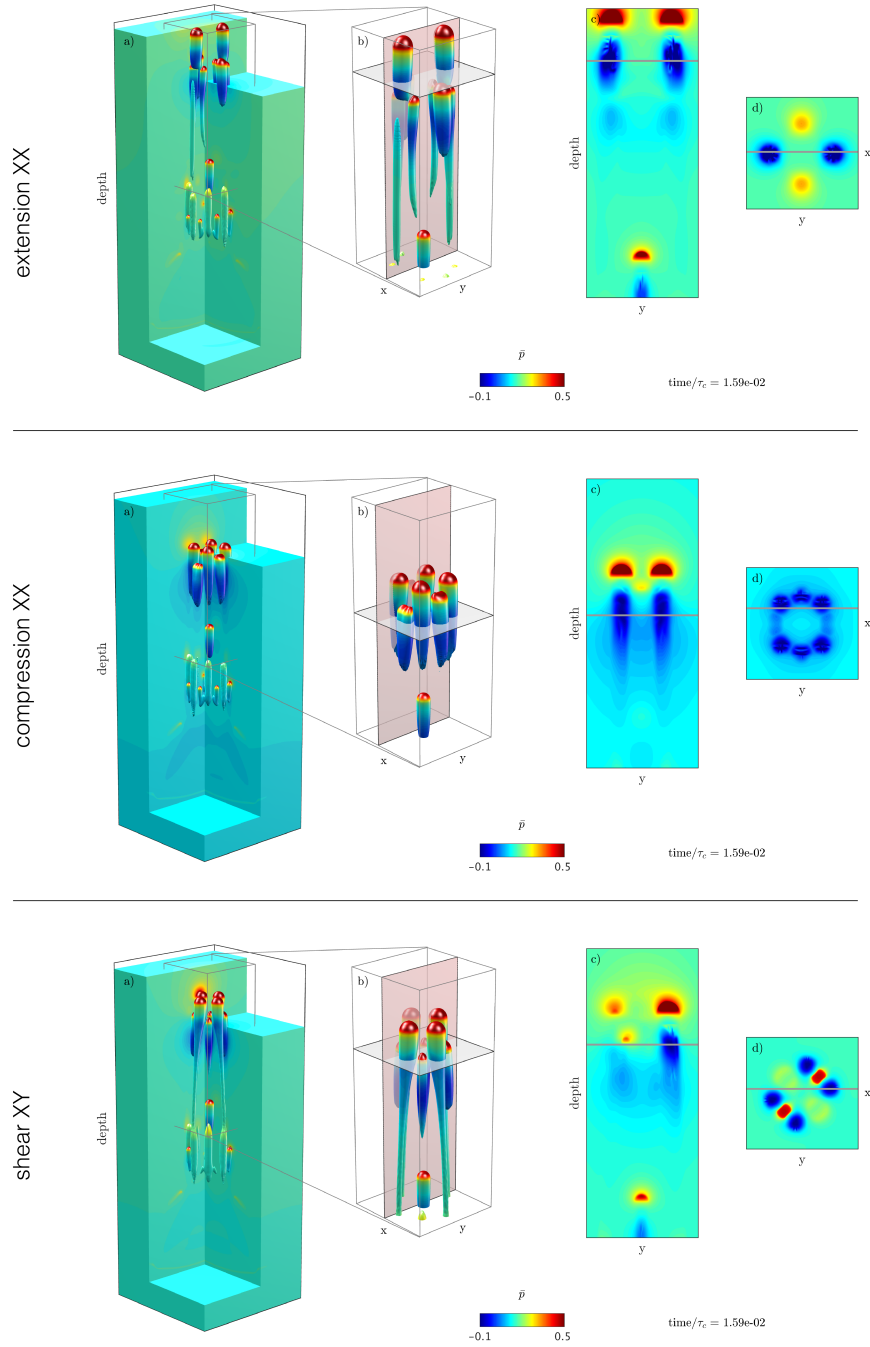 extension XX
a)
depth
b)
x
y
c)
depth
y
d)
x
y
p̄
−0.1
0.5
time/τc = 1.59e-02
compression XX
a)
depth
b)
x
y
c)
depth
y
d)
x
y
p̄
−0.1
0.5
time/τc = 1.59e-02
shear XY
a)
depth
b)
x
y
c)
depth
y
d)
x
y
p̄
−0.1
0.5
time/τc = 1.59e-02